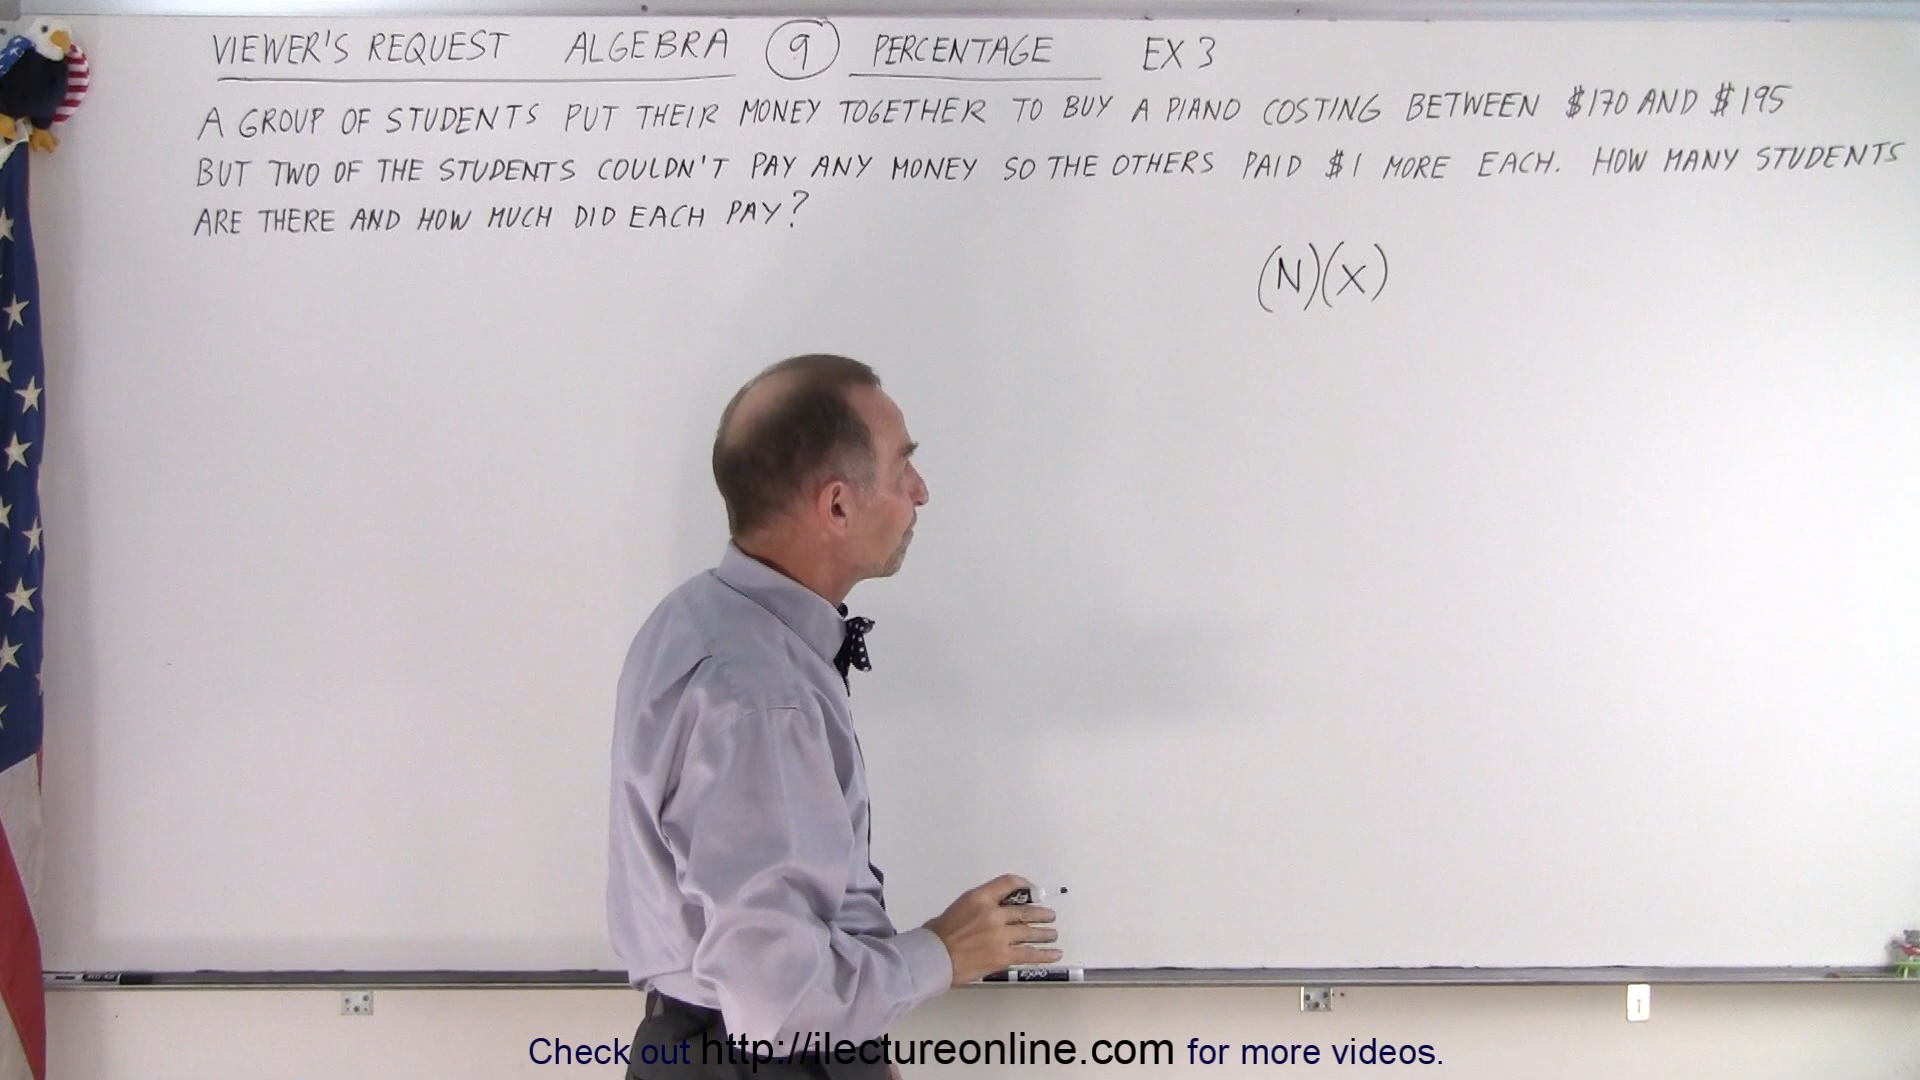 VIEWER'S REQUEST ALGEBRA 9 PERCENTAGE EX 3
A GROUP OF STUDENTS PUT THEIR MONEY TOGETHER TO BUY A PIANO COSTING BETWEEN $170 AND $195
BUT TWO OF THE STUDENTS COULDN'T PAY ANY MONEY SO THE OTHERS PAID $1 MORE EACH. HOW MANY STUDENTS
ARE THERE AND HOW MUCH DID EACH PAY?
(N)(X)
Check out http://ilectureonline.com for more videos.